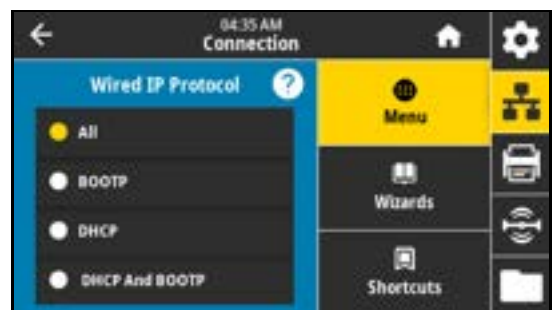 04:35 AM
Connection
Wired IP Protocol ?
All
BOOTP
DHCP
DHCP And BOOTP
Menu
Wizards
Shortcuts